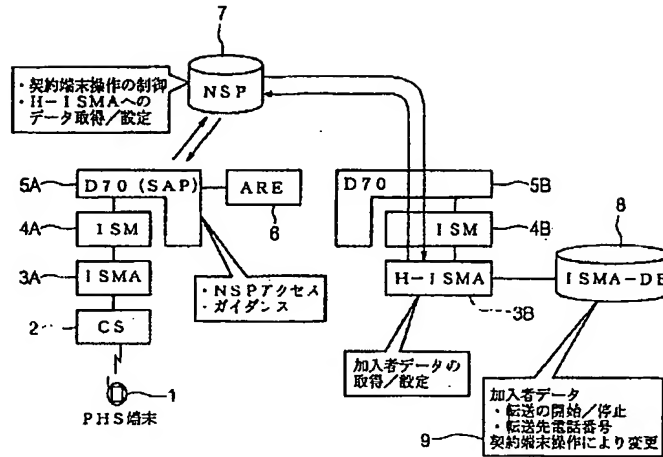 7
・契約端末操作の制御
・H－ISMAへの
データ取得／設定
NSP
5A
D70(SAP)
ARE
6
D70
5B
4A
ISM
ISM
4B
8
3A
ISMA
・NSPアクセス
・ガイダンス
H－ISMA
3B
ISMA－DB
2
CS
加入者データの
取得／設定
1
PHS端末
9
加入者データ
・転送の開始／停止
・転送先電話番号
契約端末操作により変更